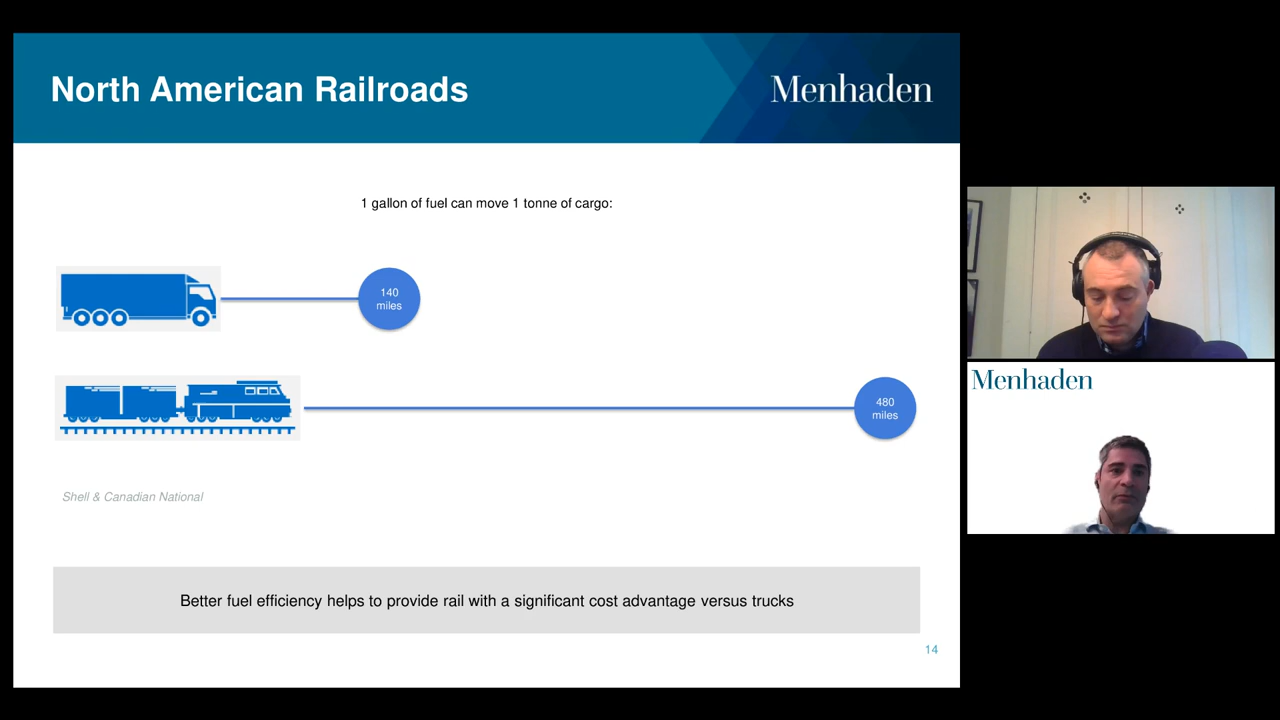 North American Railroads
Menhaden
1 gallon of fuel can move 1 tonne of cargo:
140
miles
480
miles
Shell & Canadian National
Better fuel efficiency helps to provide rail with a significant cost advantage versus trucks
14
Menhaden